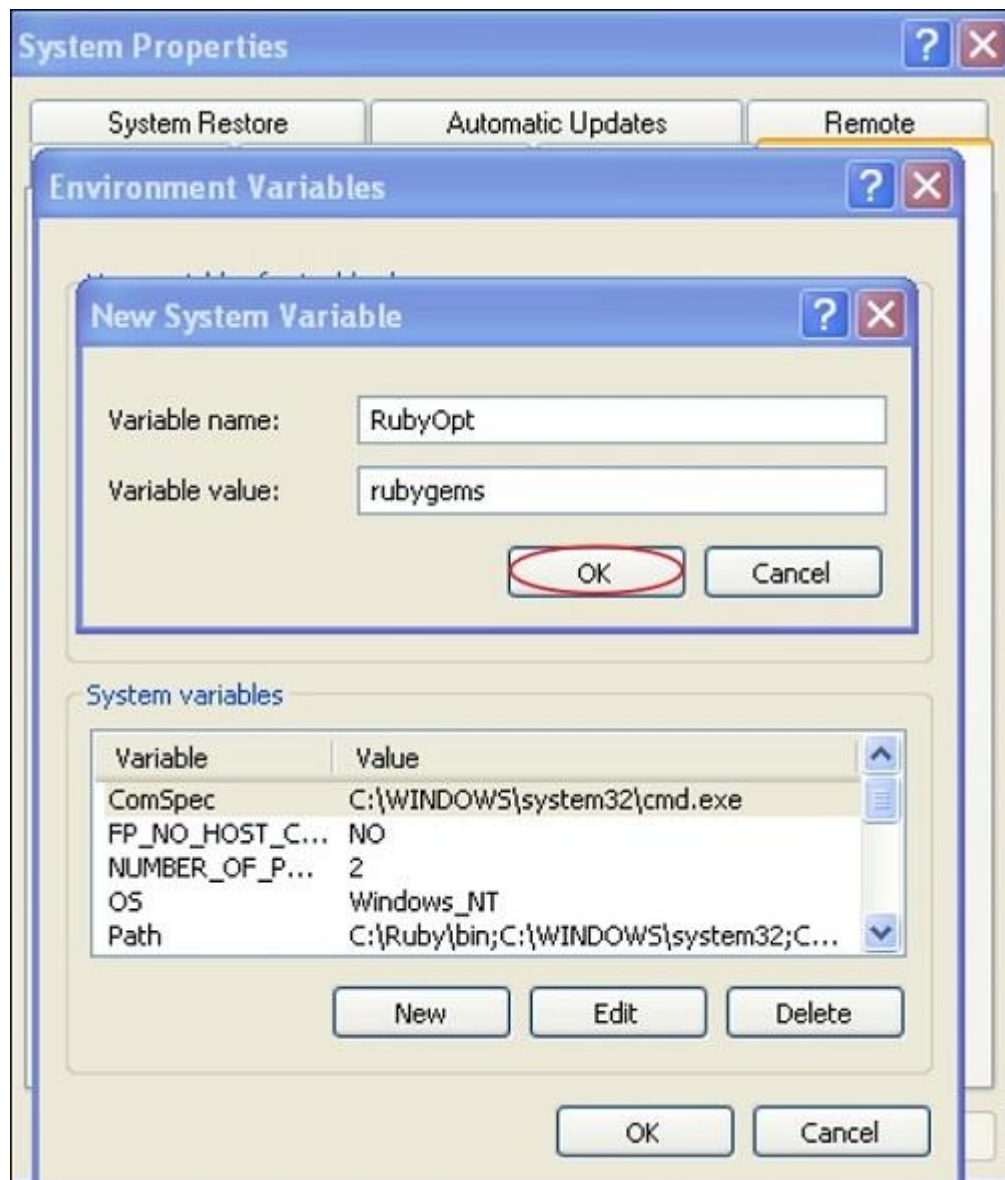 System Properties
System Restore Automatic Updates Remote
Environment Variables
New System Variable
Variable name: RubyOpt
Variable value: rubygems
OK Cancel
System variables
Variable Value
ComSpec C:\WINDOWS\system32\cmd.exe
FP_NO_HOST_C... NO
NUMBER_OF_P... 2
OS Windows_NT
Path C:\Ruby\bin;C:\WINDOWS\system32;C...
New Edit Delete
OK Cancel